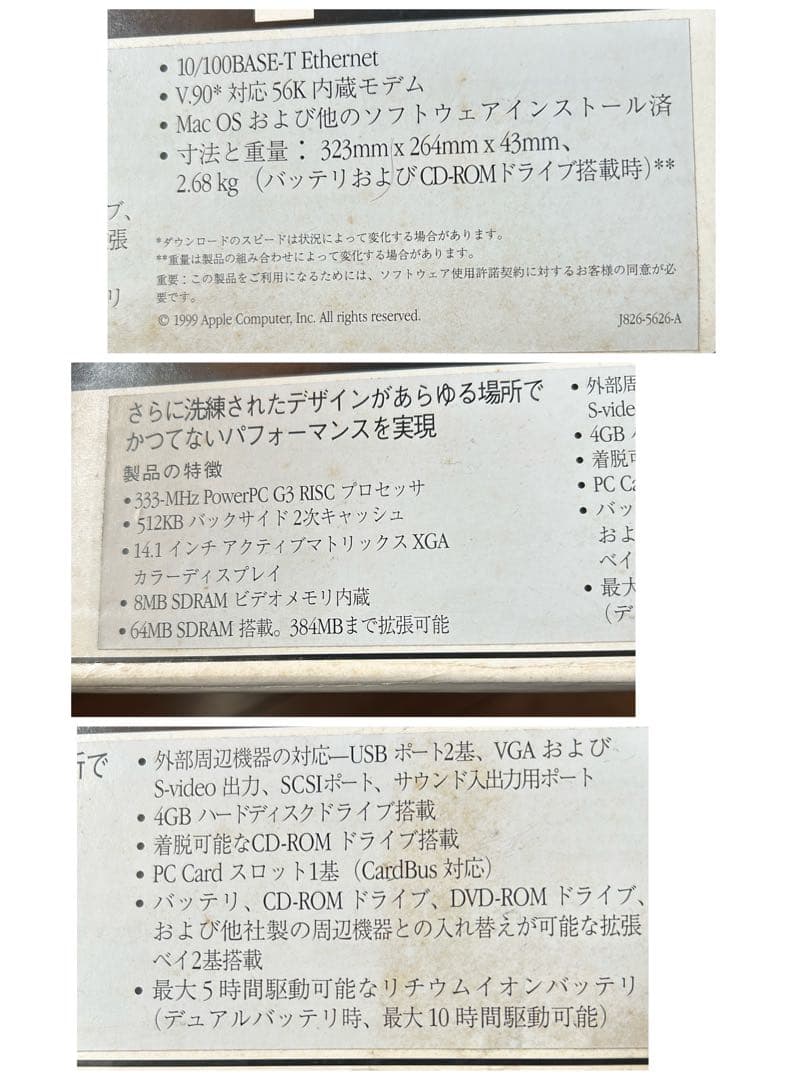 • 10/100BASE-T Ethernet
• V.90* 対応 56K 内蔵モデム
• Mac OS および他のソフトウェアインストール済
• 寸法と重量： 323mm x 264mm x 43mm、
2.68 kg（バッテリおよびCD-ROMドライブ搭載時)**
ブ、
張
リ
*ダウンロードのスピードは状況によって変化する場合があります。
**重量は製品の組み合わせによって変化する場合があります。
重要：この製品をご利用になるためには、ソフトウェア使用許諾契約に対するお客様の同意が必
要です。
© 1999 Apple Computer, Inc. All rights reserved.
J826-5626-A
さらに洗練されたデザインがあらゆる場所で
かつてないパフォーマンスを実現
製品の特徴
• 333-MHz PowerPC G3 RISC プロセッサ
• 512KB バックサイド 2次キャッシュ
• 14.1 インチ アクティブマトリックス XGA
カラーディスプレイ
• 8MB SDRAM ビデオメモリ内蔵
• 64MB SDRAM 搭載。384MBまで拡張可能
• 外部周
S-vide
• 4GB ハ
• 着脱可
• PC Ca
• バッ
およ
ベイ
• 最大
（デ
所で
• 外部周辺機器の対応—USB ポート2基、VGA および
S-video 出力、SCSIポート、サウンド入出力用ポート
• 4GB ハードディスクドライブ搭載
• 着脱可能なCD-ROM ドライブ搭載
• PC Card スロット1基（CardBus 対応）
• バッテリ、CD-ROM ドライブ、DVD-ROM ドライブ、
および他社製の周辺機器との入れ替えが可能な拡張
ベイ2基搭載
• 最大 5 時間駆動可能なリチウムイオンバッテリ
（デュアルバッテリ時、最大 10 時間駆動可能）